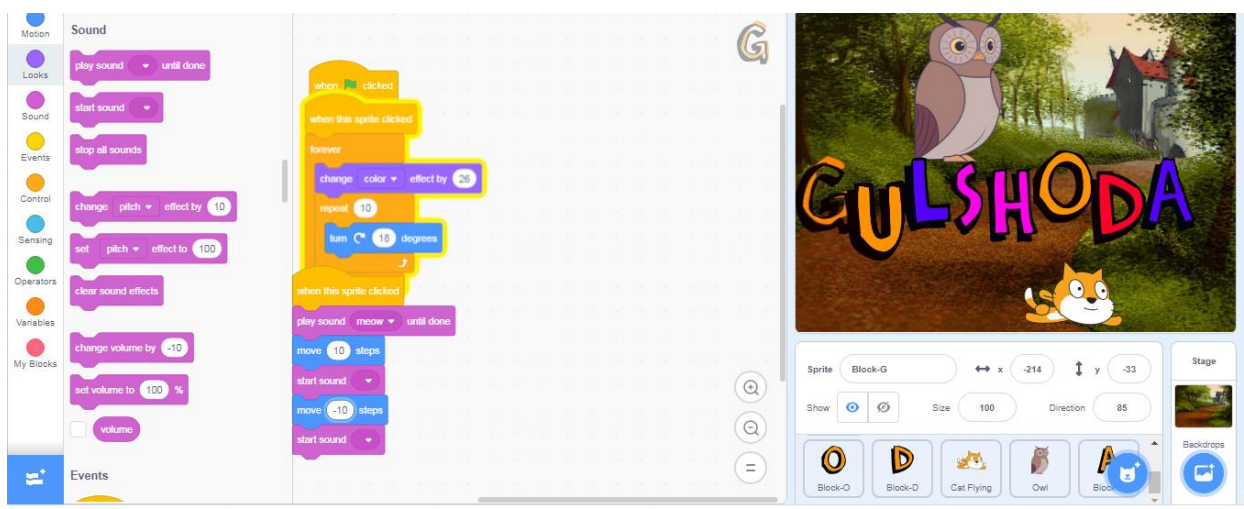 Motion
Looks
Sound
Events
Control
Sensing
Operators
Variables
My Blocks
Sound
play sound until done
start sound
stop all sounds
change pitch effect by 10
set pitch effect to 100
clear sound effects
change volume by -10
set volume to 100 %
volume
Events
G
when clicked
when this sprite clicked
forever
change color effect by 26
repeat 10
turn 18 degrees
when this sprite clicked
play sound meow until done
move 10 steps
start sound
move -10 steps
start sound
GULSHODA
Sprite Block-G x -214 y -33
Show Size 100 Direction 85
O
D
A
Block-O
Block-D
Cat Flying
Owl
Stage
Backdrops